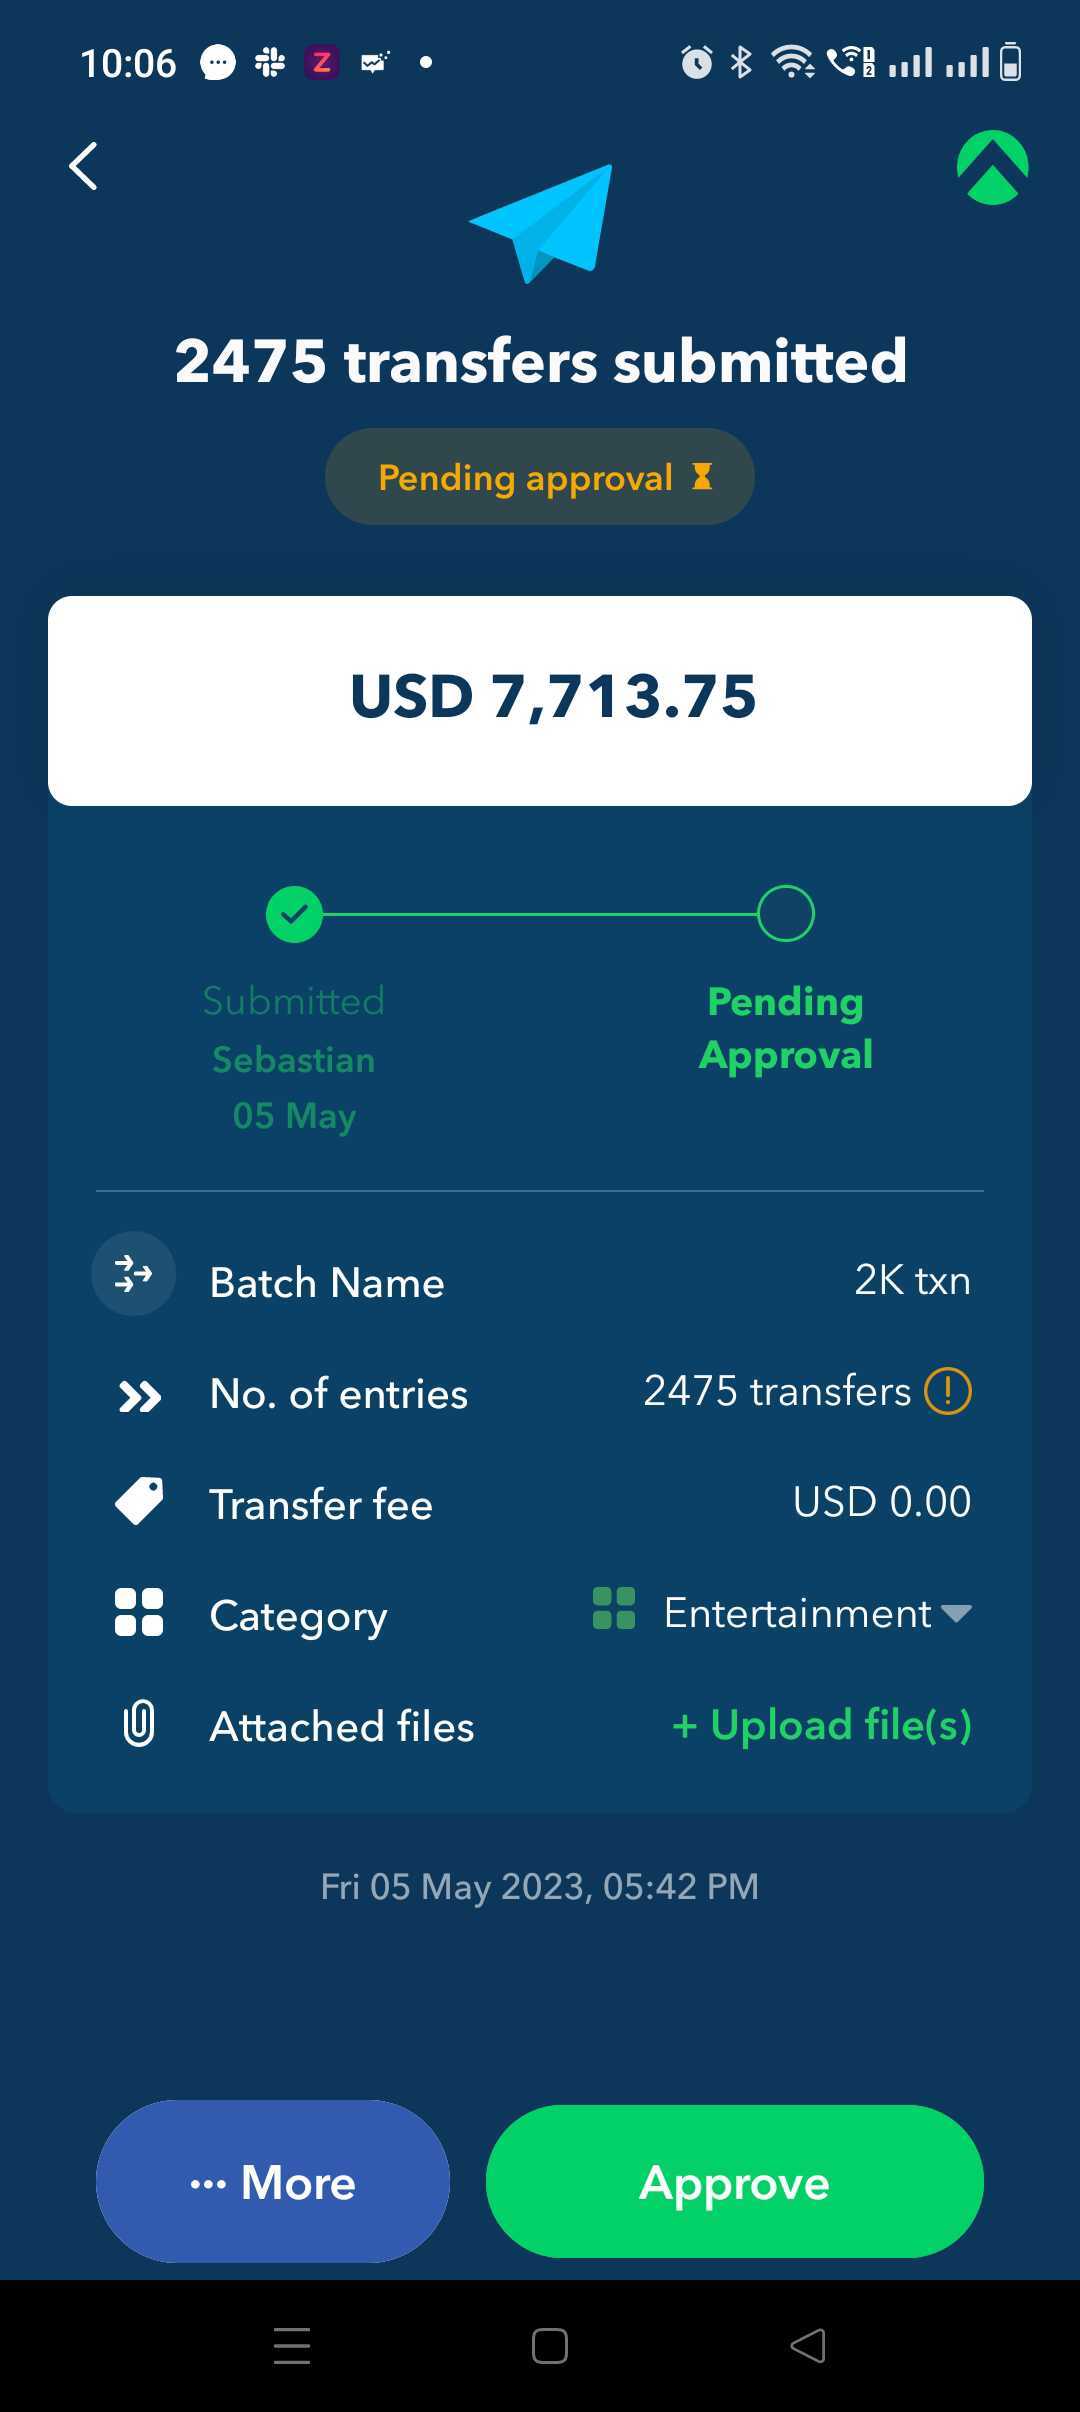 10:06
2475 transfers submitted
Pending approval
USD 7,713.75
Submitted
Sebastian
05 May
Pending
Approval
Batch Name 2K txn
No. of entries 2475 transfers
Transfer fee USD 0.00
Category Entertainment
Attached files + Upload file(s)
Fri 05 May 2023, 05:42 PM
··· More
Approve